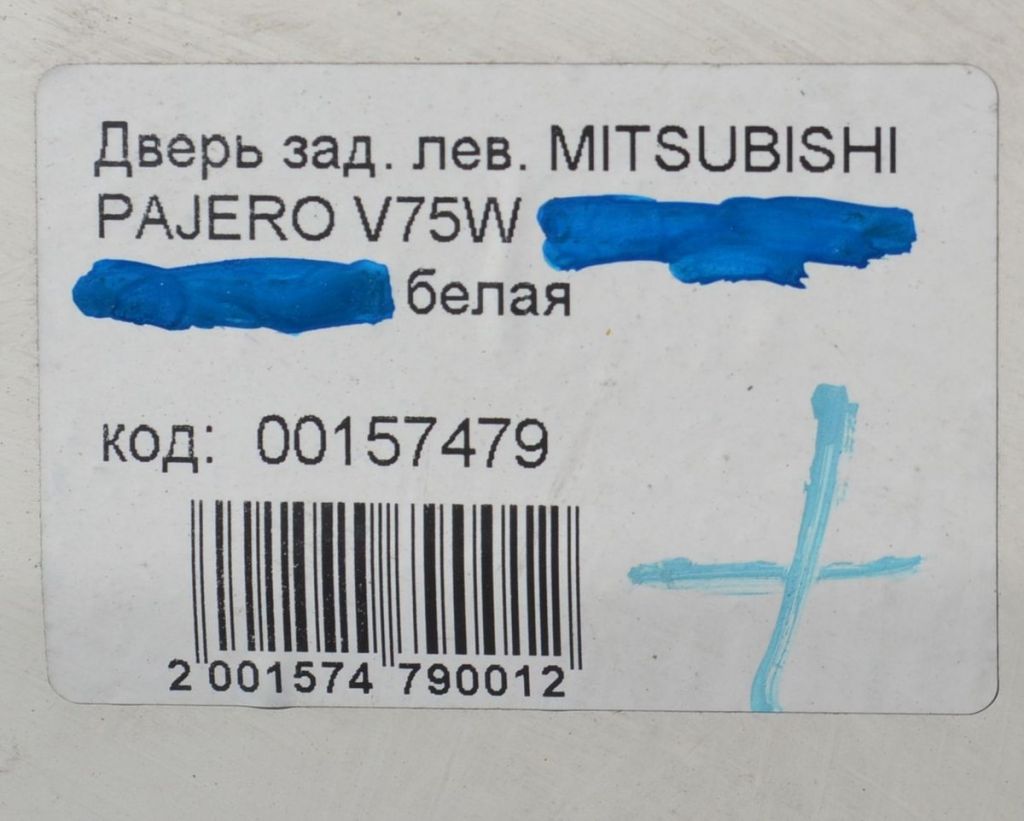 Дверь зад. лев. MITSUBISHI
PAJERO V75W
белая
код: 00157479
2 001574 790012